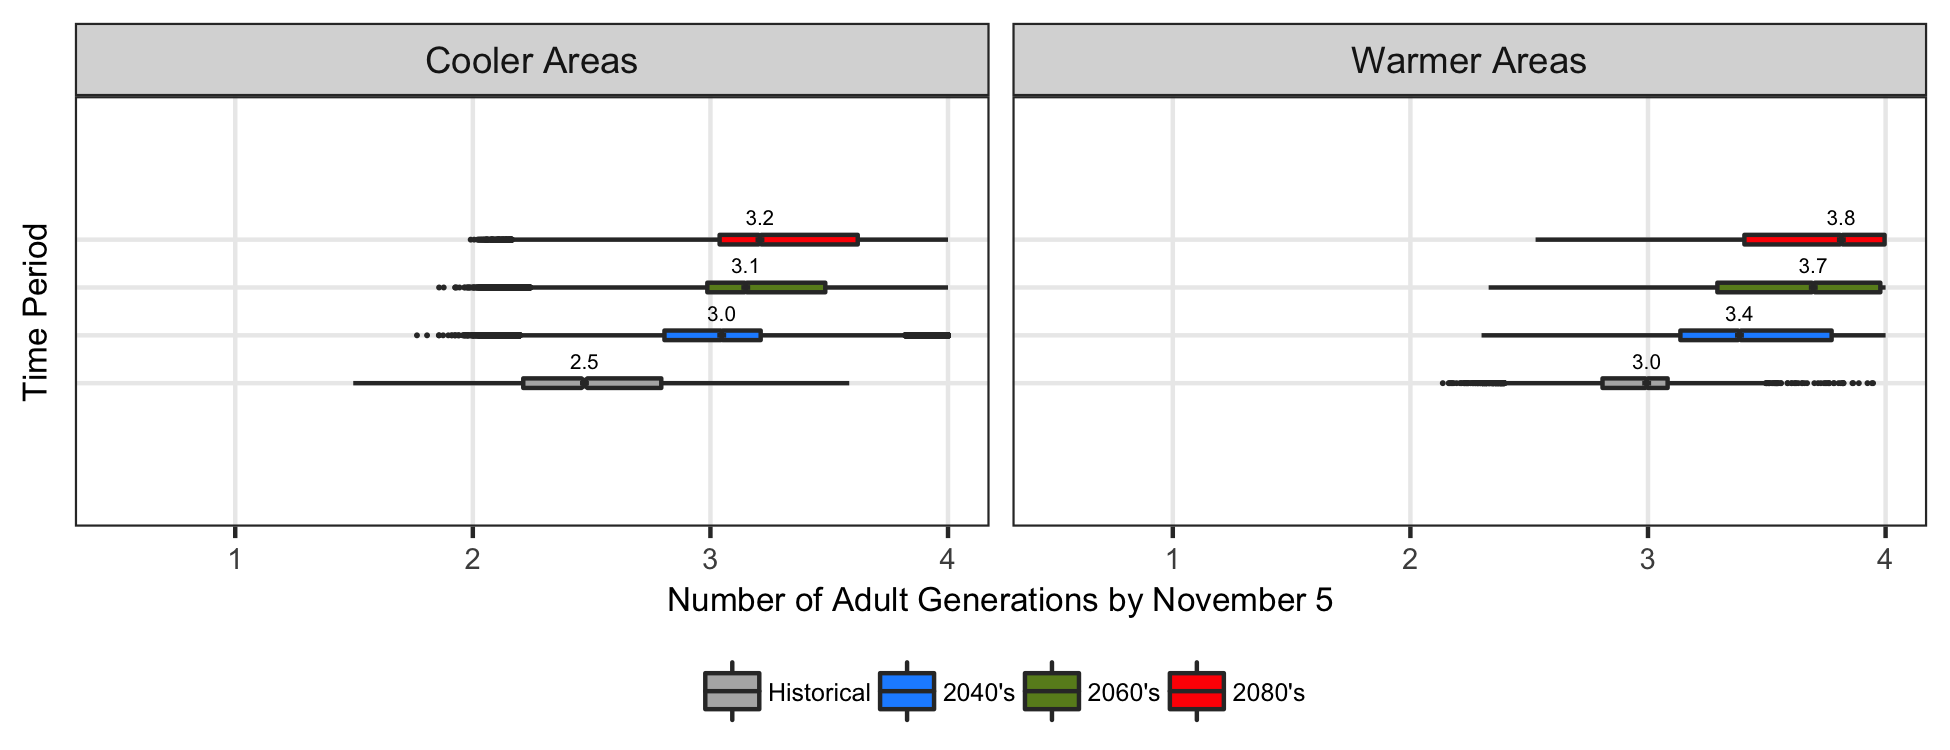 Cooler Areas
Warmer Areas
Time Period
3.2
3.1
3.0
2.5
3.8
3.7
3.4
3.0
1 2 3 4
1 2 3 4
Number of Adult Generations by November 5
Historical 2040's 2060's 2080's